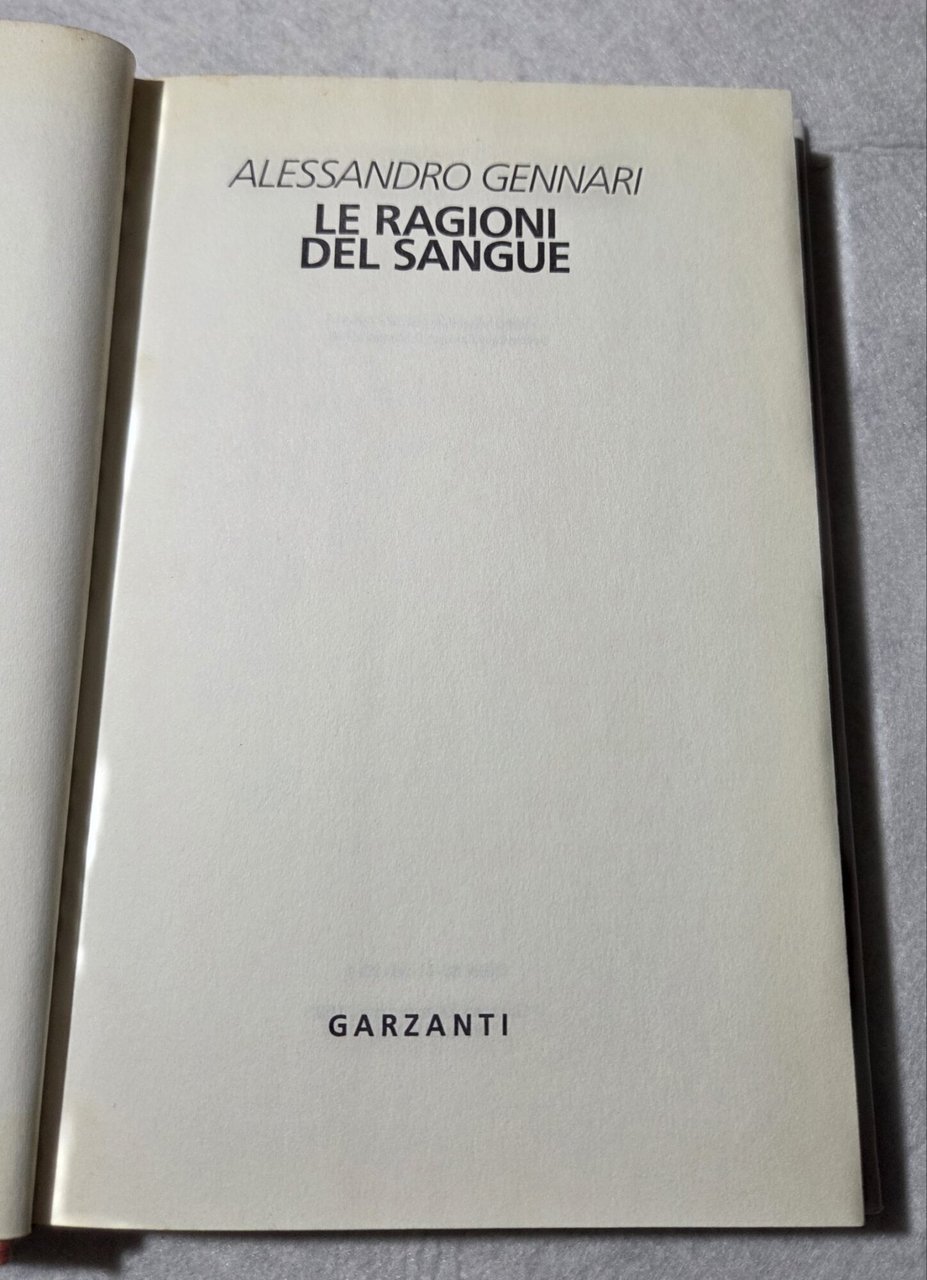 ALESSANDRO GENNARI
LE RAGIONI
DEL SANGUE
GARZANTI